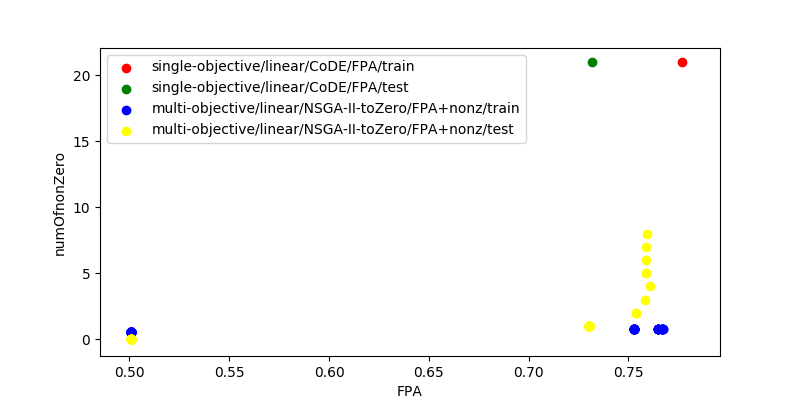 single-objective/linear/CoDE/FPA/train
single-objective/linear/CoDE/FPA/test
multi-objective/linear/NSGA-II-toZero/FPA+nonz/train
multi-objective/linear/NSGA-II-toZero/FPA+nonz/test
numOfnonZero
20
15
10
5
0
0.50 0.55 0.60 0.65 0.70 0.75
FPA